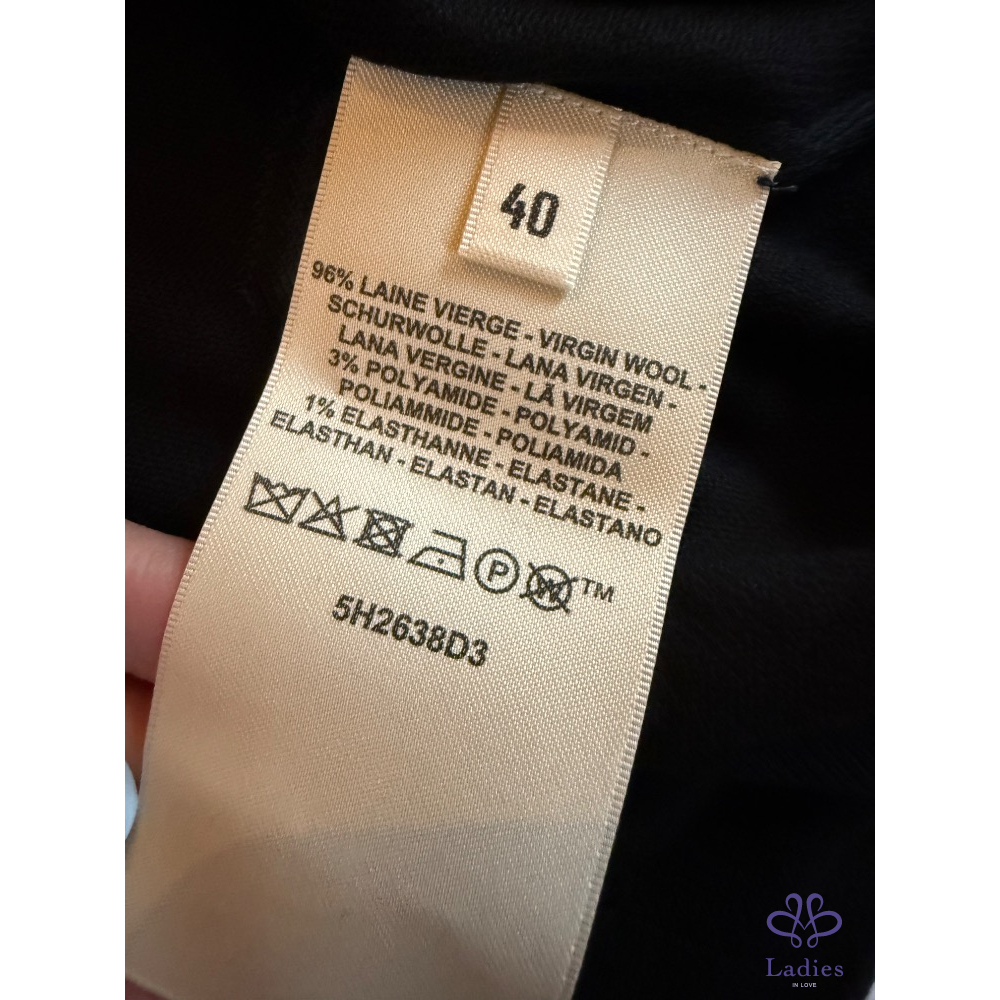 40
96% LAINE VIERGE - VIRGIN WOOL -
SCHURWOLLE - LANA VIRGEN -
LANA VERGINE - LÃ VIRGEM
3% POLYAMIDE - POLYAMID -
POLIAMMIDE - POLIAMIDA
1% ELASTHANNE - ELASTANE -
ELASTHAN - ELASTAN - ELASTANO
P W TM
5H2638D3
Ladies
IN LOVE